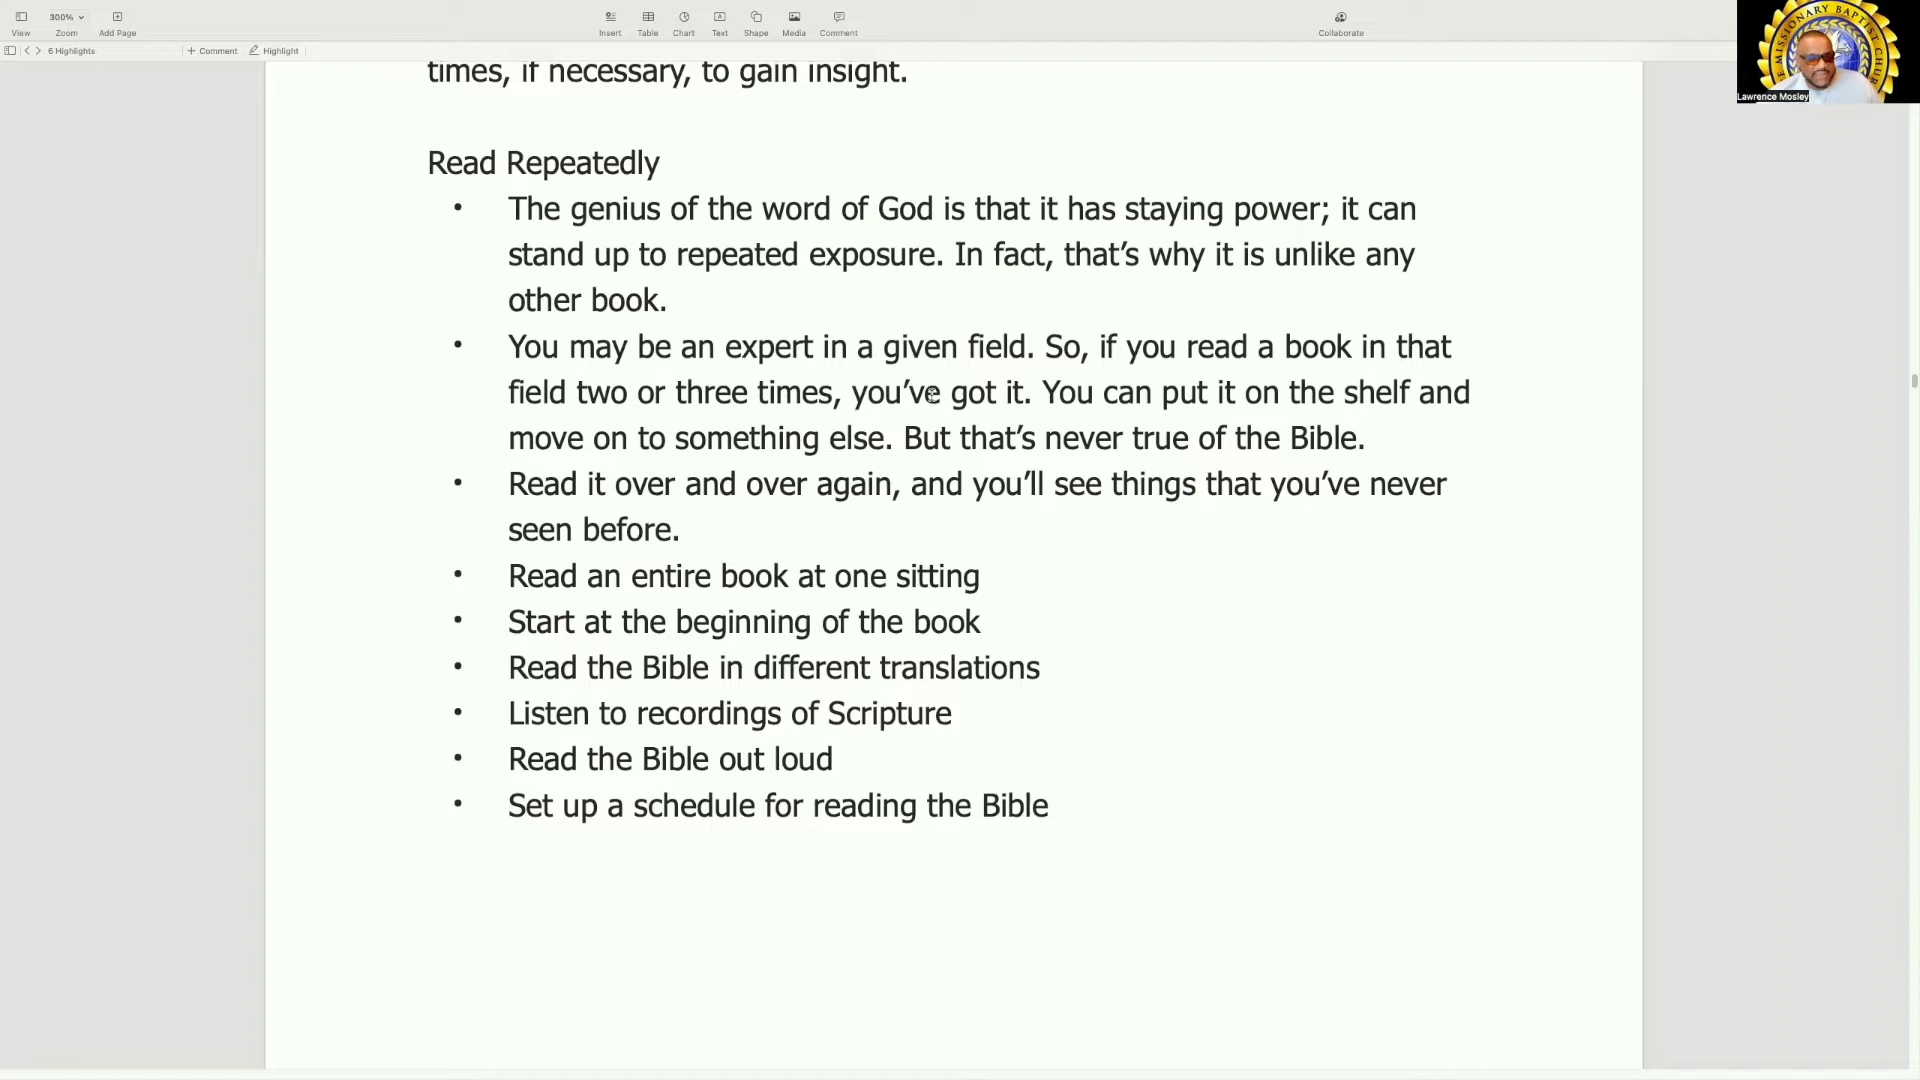 300%
View
Zoom
Add Page
Insert
Table
Chart
Text
Shape
Media
Comment
Collaborate
6 Highlights
+ Comment
Highlight
MISSIONARY BAPTIST CHUR
Lawrence Mosley
times, if necessary, to gain insight.
Read Repeatedly
• The genius of the word of God is that it has staying power; it can
stand up to repeated exposure. In fact, that’s why it is unlike any
other book.
• You may be an expert in a given field. So, if you read a book in that
field two or three times, you’ve got it. You can put it on the shelf and
move on to something else. But that’s never true of the Bible.
• Read it over and over again, and you’ll see things that you’ve never
seen before.
• Read an entire book at one sitting
• Start at the beginning of the book
• Read the Bible in different translations
• Listen to recordings of Scripture
• Read the Bible out loud
• Set up a schedule for reading the Bible